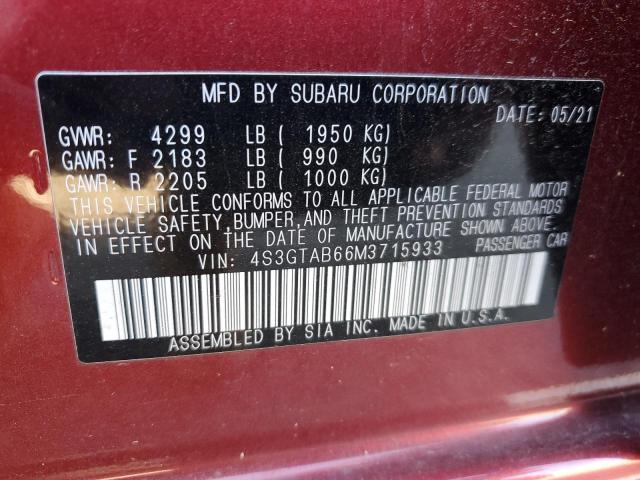 MFD BY SUBARU CORPORATION
DATE: 05/21
GVWR: 4299 LB ( 1950 KG)
GAWR: F 2183 LB ( 990 KG)
GAWR: R 2205 LB ( 1000 KG)
THIS VEHICLE CONFORMS TO ALL APPLICABLE FEDERAL MOTOR
VEHICLE SAFETY, BUMPER, AND THEFT PREVENTION STANDARDS
IN EFFECT ON THE DATE OF MANUFACTURE SHOWN ABOVE.
VIN: 4S3GTAB66M3715933 PASSENGER CAR
ASSEMBLED BY SIA INC. MADE IN U.S.A.